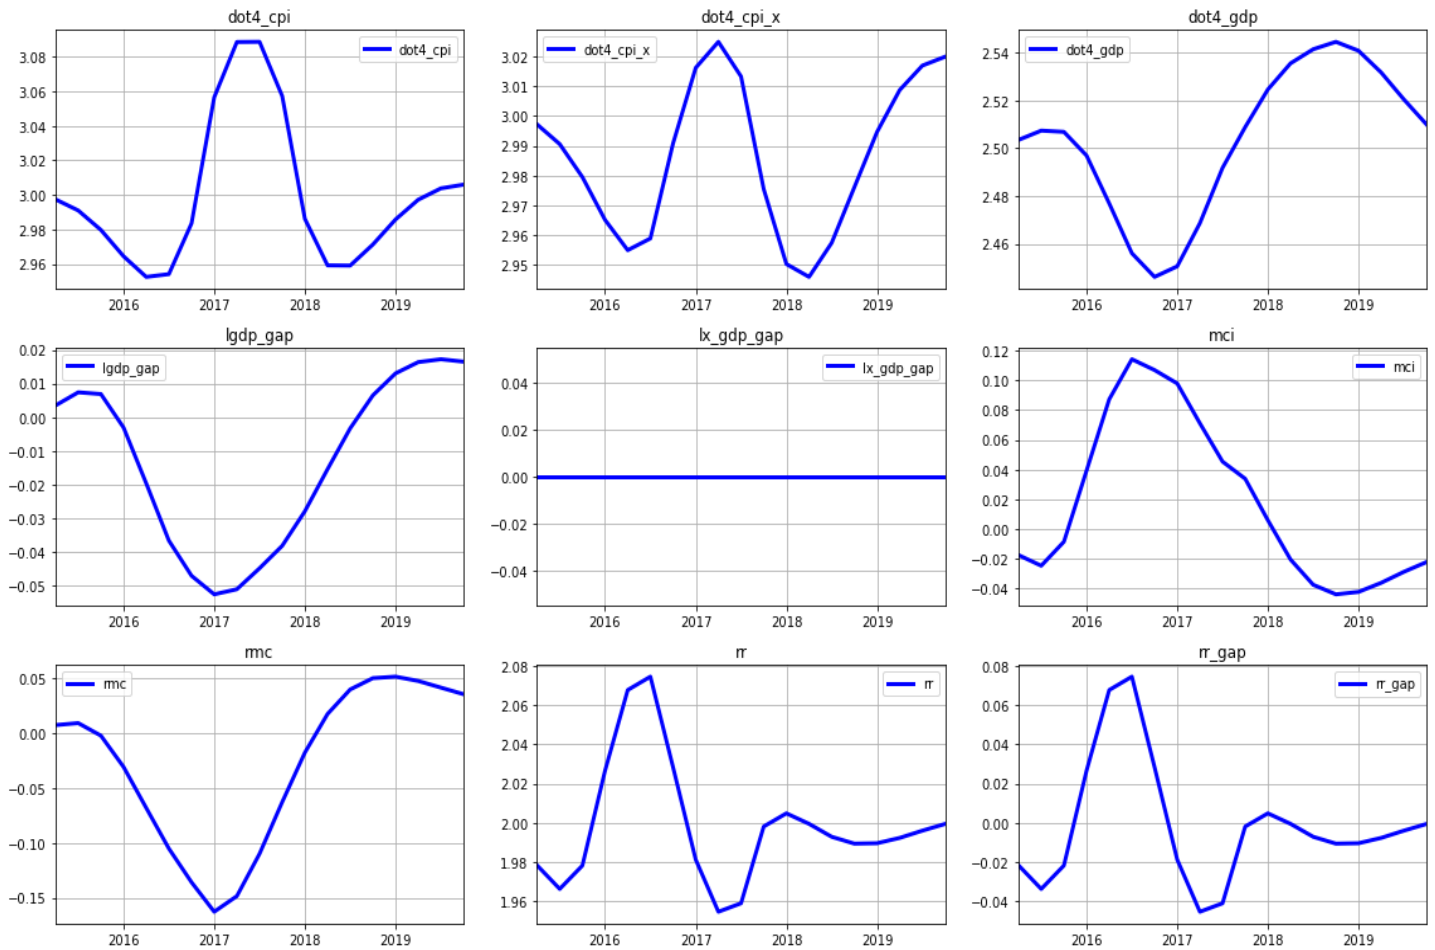 dot4_cpi
dot4_cpi
3.08
3.06
3.04
3.02
3.00
2.98
2.96
2016 2017 2018 2019
dot4_cpi_x
dot4_cpi_x
3.02
3.01
3.00
2.99
2.98
2.97
2.96
2.95
2016 2017 2018 2019
dot4_gdp
dot4_gdp
2.54
2.52
2.50
2.48
2.46
2016 2017 2018 2019
lgdp_gap
lgdp_gap
0.02
0.01
0.00
−0.01
−0.02
−0.03
−0.04
−0.05
2016 2017 2018 2019
lx_gdp_gap
lx_gdp_gap
0.04
0.02
0.00
−0.02
−0.04
2016 2017 2018 2019
mci
mci
0.12
0.10
0.08
0.06
0.04
0.02
0.00
−0.02
−0.04
2016 2017 2018 2019
rmc
rmc
0.05
0.00
−0.05
−0.10
−0.15
2016 2017 2018 2019
rr
rr
2.08
2.06
2.04
2.02
2.00
1.98
1.96
2016 2017 2018 2019
rr_gap
rr_gap
0.08
0.06
0.04
0.02
0.00
−0.02
−0.04
2016 2017 2018 2019